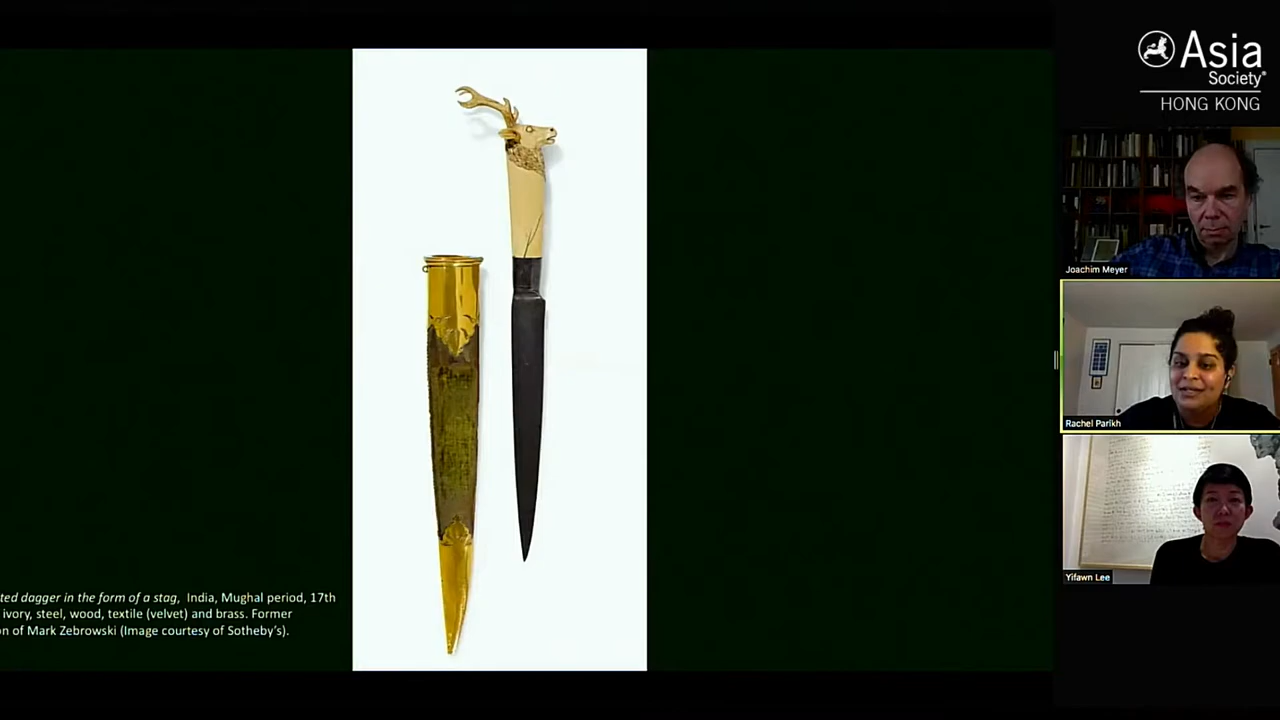 Asia
Society
HONG KONG
Joachim Meyer
Rachel Parikh
Yifawn Lee
ted dagger in the form of a stag, India, Mughal period, 17th
ivory, steel, wood, textile (velvet) and brass. Former
on of Mark Zebrowski (Image courtesy of Sotheby's).